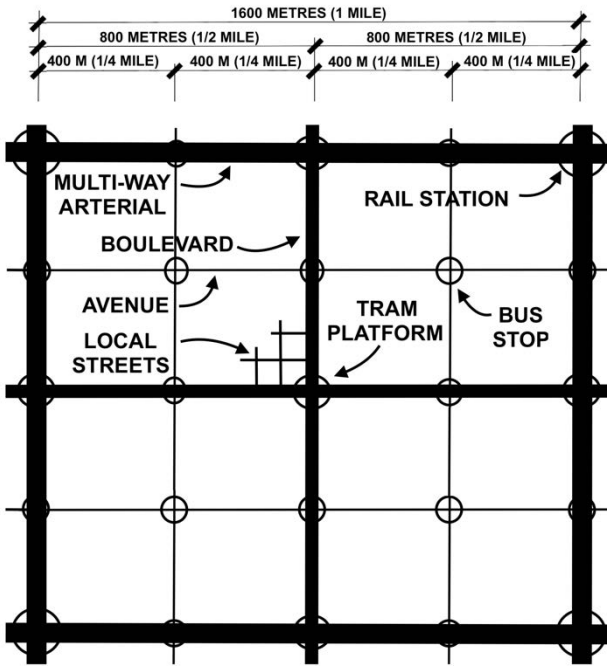 1600 METRES (1 MILE)
800 METRES (1/2 MILE) 800 METRES (1/2 MILE)
400 M (1/4 MILE) 400 M (1/4 MILE) 400 M (1/4 MILE) 400 M (1/4 MILE)
MULTI-WAY
ARTERIAL
RAIL STATION
BOULEVARD
AVENUE
TRAM
PLATFORM
BUS
STOP
LOCAL
STREETS